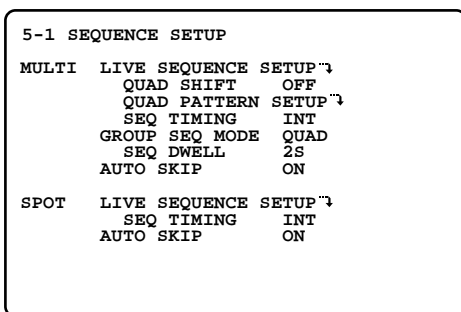 5-1 SEQUENCE SETUP
MULTI LIVE SEQUENCE SETUP
QUAD SHIFT OFF
QUAD PATTERN SETUP
SEQ TIMING INT
GROUP SEQ MODE QUAD
SEQ DWELL 2S
AUTO SKIP ON
SPOT LIVE SEQUENCE SETUP
SEQ TIMING INT
AUTO SKIP ON